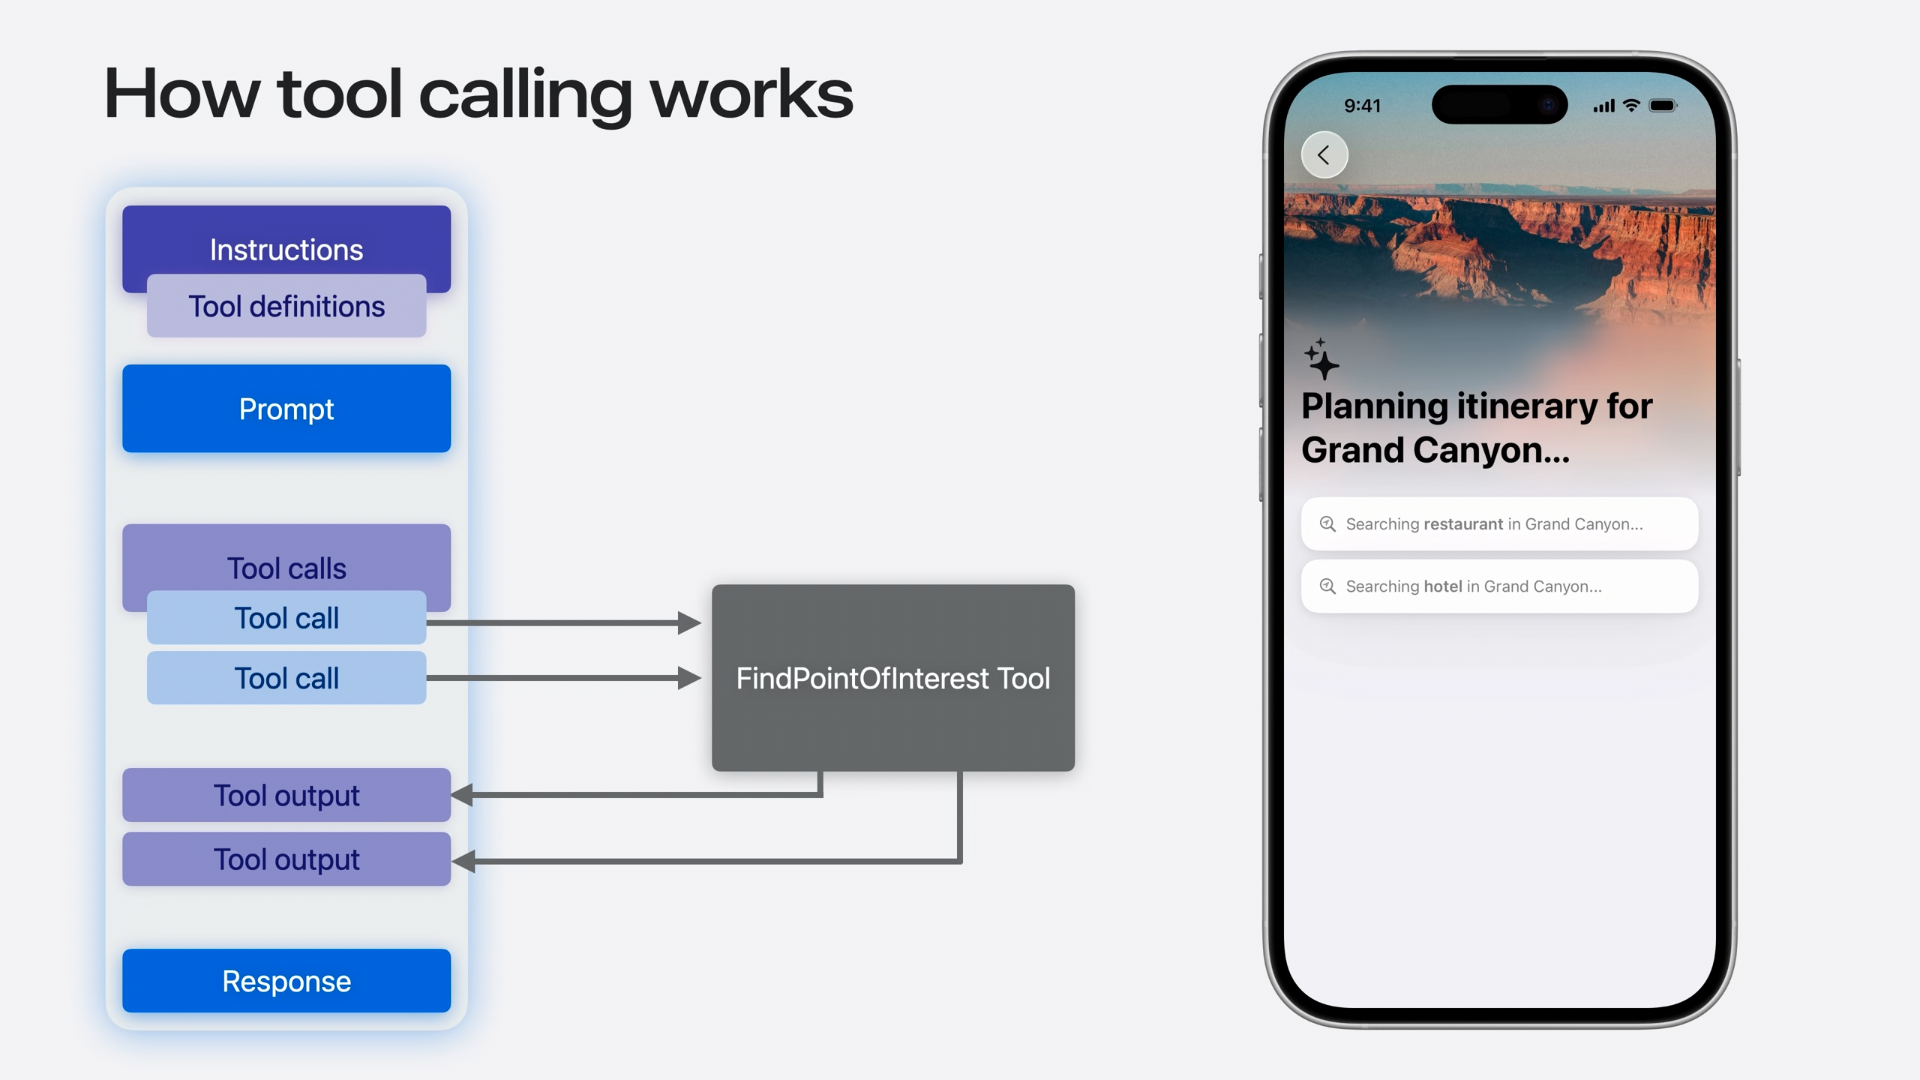 How tool calling works
Instructions
Tool definitions
Prompt
Tool calls
Tool call
Tool call
Tool output
Tool output
Response
FindPointOfInterest Tool
9:41
Planning itinerary for
Grand Canyon...
Searching restaurant in Grand Canyon...
Searching hotel in Grand Canyon...